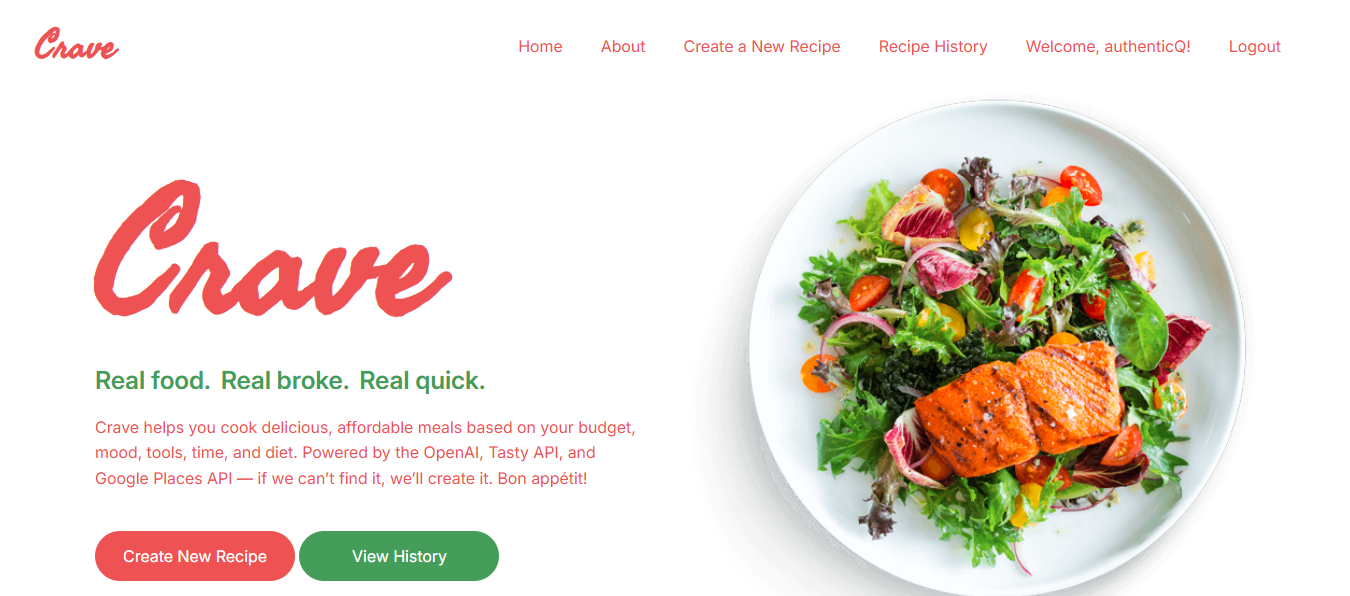 Crave
Home About Create a New Recipe Recipe History Welcome, authenticQ! Logout
Crave
Real food. Real broke. Real quick.
Crave helps you cook delicious, affordable meals based on your budget,
mood, tools, time, and diet. Powered by the OpenAI, Tasty API, and
Google Places API — if we can’t find it, we’ll create it. Bon appétit!
Create New Recipe View History